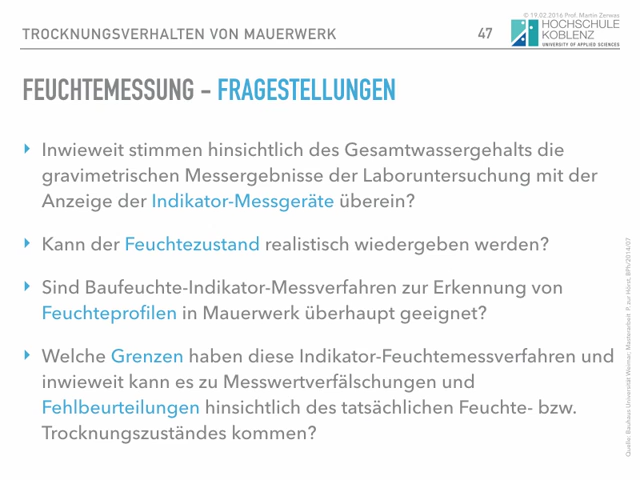 © 19.02.2016 Prof. Martin Zerwas
TROCKNUNGSVERHALTEN VON MAUERWERK
47
HOCHSCHULE
KOBLENZ
UNIVERSITY OF APPLIED SCIENCES
FEUCHTEMESSUNG - FRAGESTELLUNGEN
Inwieweit stimmen hinsichtlich des Gesamtwassergehalts die
gravimetrischen Messergebnisse der Laboruntersuchung mit der
Anzeige der Indikator-Messgeräte überein?
Kann der Feuchtezustand realistisch wiedergeben werden?
Sind Baufeuchte-Indikator-Messverfahren zur Erkennung von
Feuchteprofilen in Mauerwerk überhaupt geeignet?
Welche Grenzen haben diese Indikator-Feuchtemessverfahren und
inwieweit kann es zu Messwertverfälschungen und
Fehlbeurteilungen hinsichtlich des tatsächlichen Feuchte- bzw.
Trocknungszuständes kommen?
Quelle: Bauhaus Universität Weimar, Masterarbeit P. zur Hörst, BPh/2014/07